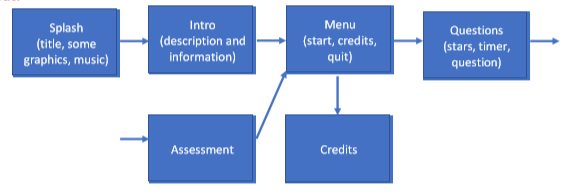 Splash
(title, some
graphics, music)
Intro
(description and
information)
Menu
(start, credits,
quit)
Questions
(stars, timer,
question)
Assessment
Credits